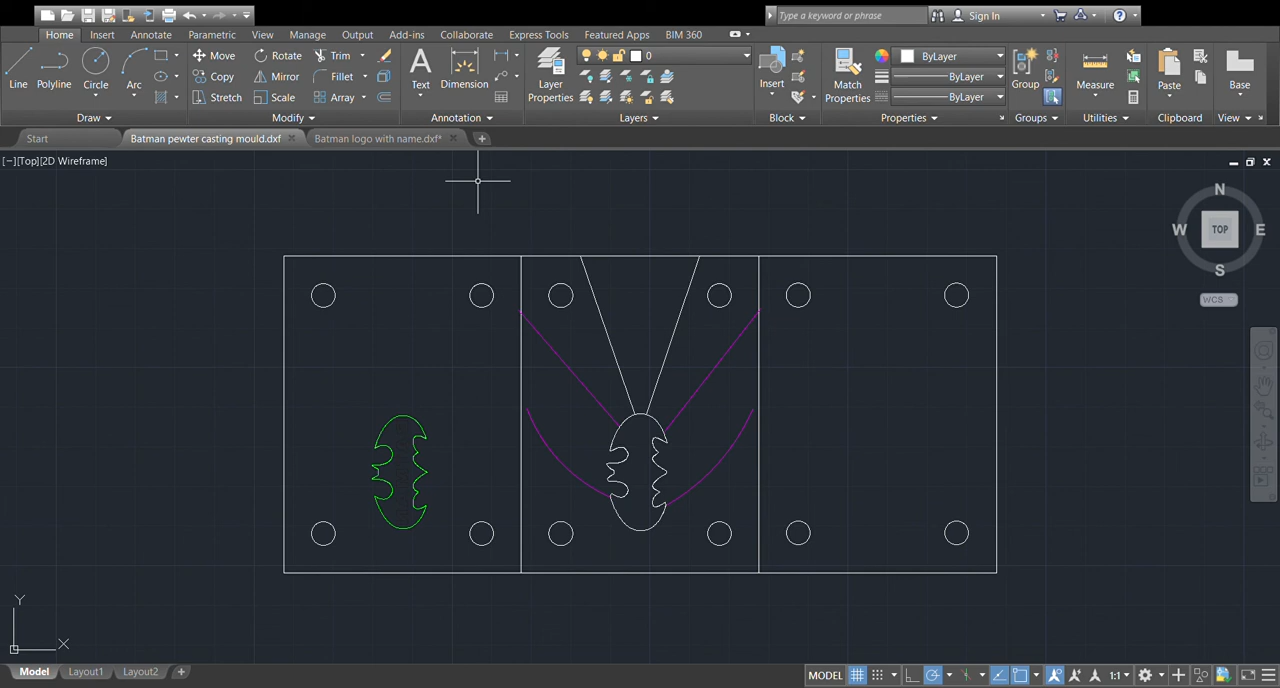 Type a keyword or phrase
Sign In
Home Insert Annotate Parametric View Manage Output Add-ins Collaborate Express Tools Featured Apps BIM 360
Line
Polyline
Circle
Arc
Move
Rotate
Trim
Copy
Mirror
Fillet
Stretch
Scale
Array
Text
Dimension
Layer
Properties
0
Insert
Match
Properties
ByLayer
ByLayer
ByLayer
Group
Measure
Paste
Base
Draw Modify Annotation Layers Block Properties Groups Utilities Clipboard View
Start Batman pewter casting mould.dxf Batman logo with name.dxf*
[−][Top][2D Wireframe]
N
W TOP E
S
WCS
Y
X
Model Layout1 Layout2
MODEL 1:1